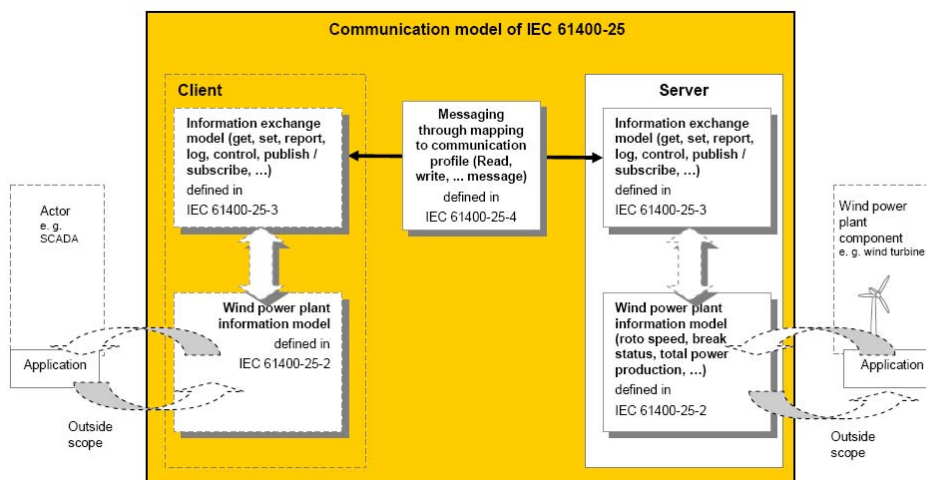 Communication model of IEC 61400-25
Client
Information exchange
model (get, set, report,
log, control, publish /
subscribe, …)
defined in
IEC 61400-25-3
Wind power plant
information model
defined in
IEC 61400-25-2
Messaging
through mapping
to communication
profile (Read,
write, ... message)
defined in
IEC 61400-25-4
Server
Information exchange
model (get, set, report,
log, control, publish /
subscribe, …)
defined in
IEC 61400-25-3
Wind power plant
information model
(roto speed, break
status, total power
production, …)
defined in
IEC 61400-25-2
Actor
e. g.
SCADA
Application
Outside
scope
Wind power
plant
component
e. g. wind turbine
Application
Outside
scope